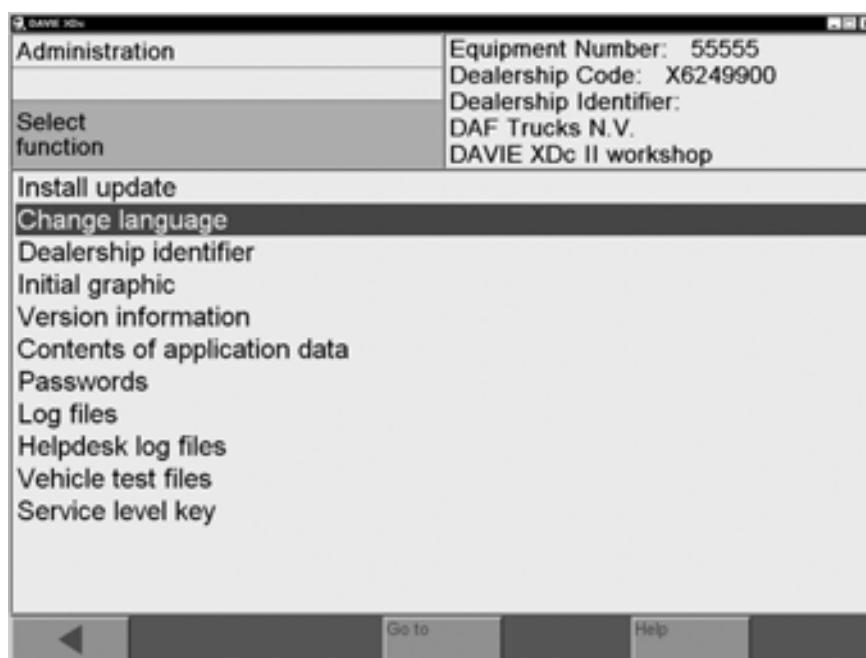 DAVIE XDc
Administration
Equipment Number: 55555
Dealership Code: X6249900
Dealership Identifier:
DAF Trucks N.V.
DAVIE XDc II workshop
Select
function
Install update
Change language
Dealership identifier
Initial graphic
Version information
Contents of application data
Passwords
Log files
Helpdesk log files
Vehicle test files
Service level key
Go to
Help